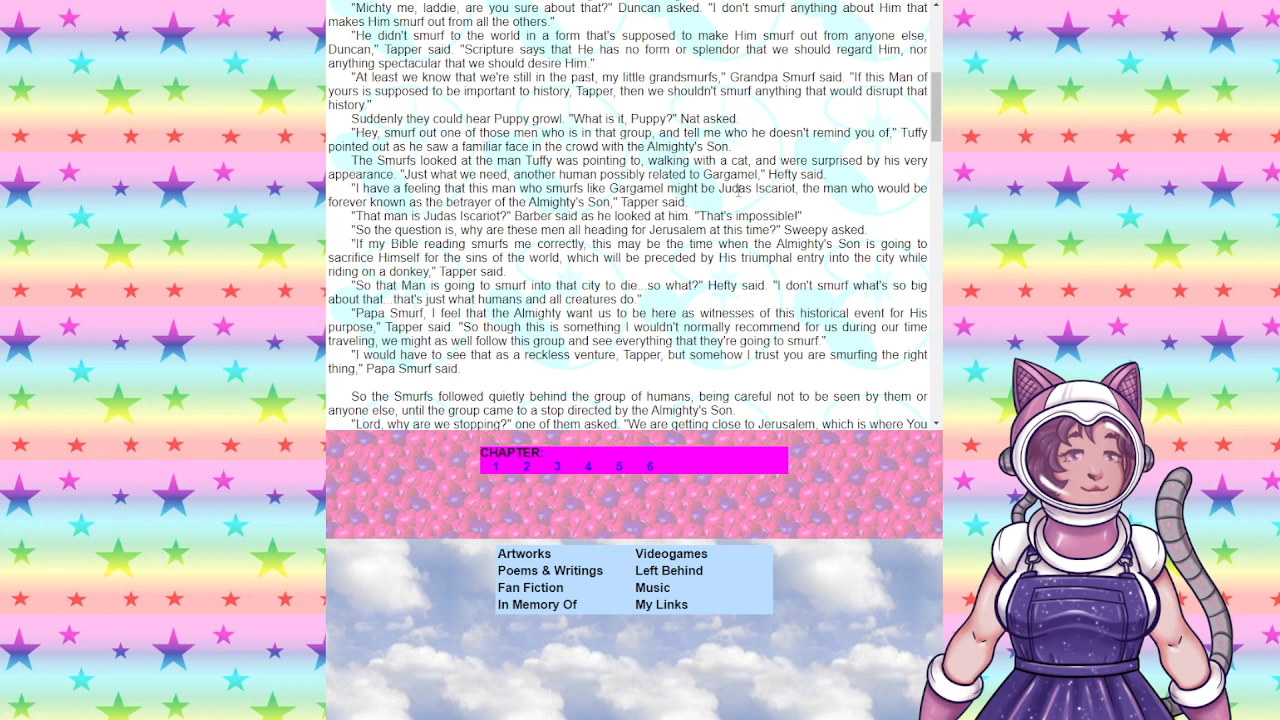 "Michty me, laddie, are you sure about that?" Duncan asked. "I don't smurf anything about Him that
makes Him smurf out from all the others."
"He didn't smurf to the world in a form that's supposed to make Him smurf out from anyone else,
Duncan," Tapper said. "Scripture says that He has no form or splendor that we should regard Him, nor
anything spectacular that we should desire Him."
"At least we know that we're still in the past, my little grandsmurfs," Grandpa Smurf said. "If this Man of
yours is supposed to be important to history, Tapper, then we shouldn't smurf anything that would disrupt that
history."
Suddenly they could hear Puppy growl. "What is it, Puppy?" Nat asked.
"Hey, smurf out one of those men who is in that group, and tell me who he doesn't remind you of," Tuffy
pointed out as he saw a familiar face in the crowd with the Almighty's Son.
The Smurfs looked at the man Tuffy was pointing to, walking with a cat, and were surprised by his very
appearance. "Just what we need, another human possibly related to Gargamel," Hefty said.
"I have a feeling that this man who smurfs like Gargamel might be Judas Iscariot, the man who would be
forever known as the betrayer of the Almighty's Son," Tapper said.
"That man is Judas Iscariot?" Barber said as he looked at him. "That's impossible!"
"So the question is, why are these men all heading for Jerusalem at this time?" Sweepy asked.
"If my Bible reading smurfs me correctly, this may be the time when the Almighty's Son is going to
sacrifice Himself for the sins of the world, which will be preceded by His triumphal entry into the city while
riding on a donkey," Tapper said.
"So that Man is going to smurf into that city to die...so what?" Hefty said. "I don't smurf what's so big
about that...that's just what humans and all creatures do."
"Papa Smurf, I feel that the Almighty want us to be here as witnesses of this historical event for His
purpose," Tapper said. "So though this is something I wouldn't normally recommend for us during our time
traveling, we might as well follow this group and see everything that they're going to smurf."
"I would have to see that as a reckless venture, Tapper, but somehow I trust you are smurfing the right
thing," Papa Smurf said.
So the Smurfs followed quietly behind the group of humans, being careful not to be seen by them or
anyone else, until the group came to a stop directed by the Almighty's Son.
"Lord, why are we stopping?" one of them asked. "We are getting close to Jerusalem, which is where You
CHAPTER:
1 2 3 4 5 6
Artworks Videogames
Poems & Writings Left Behind
Fan Fiction Music
In Memory Of My Links